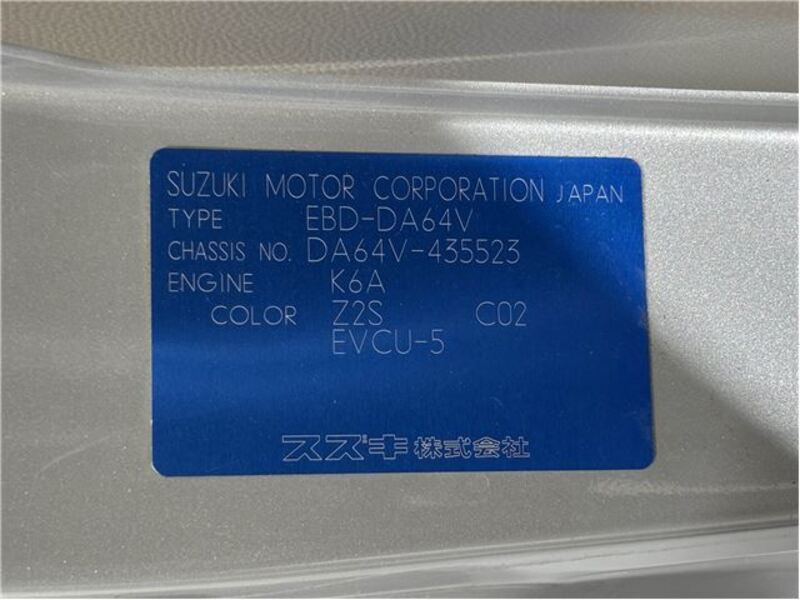 SUZUKI MOTOR CORPORATION JAPAN
TYPE EBD-DA64V
CHASSIS NO. DA64V-435523
ENGINE K6A
COLOR Z2S C02
EVCU-5
スズキ株式会社